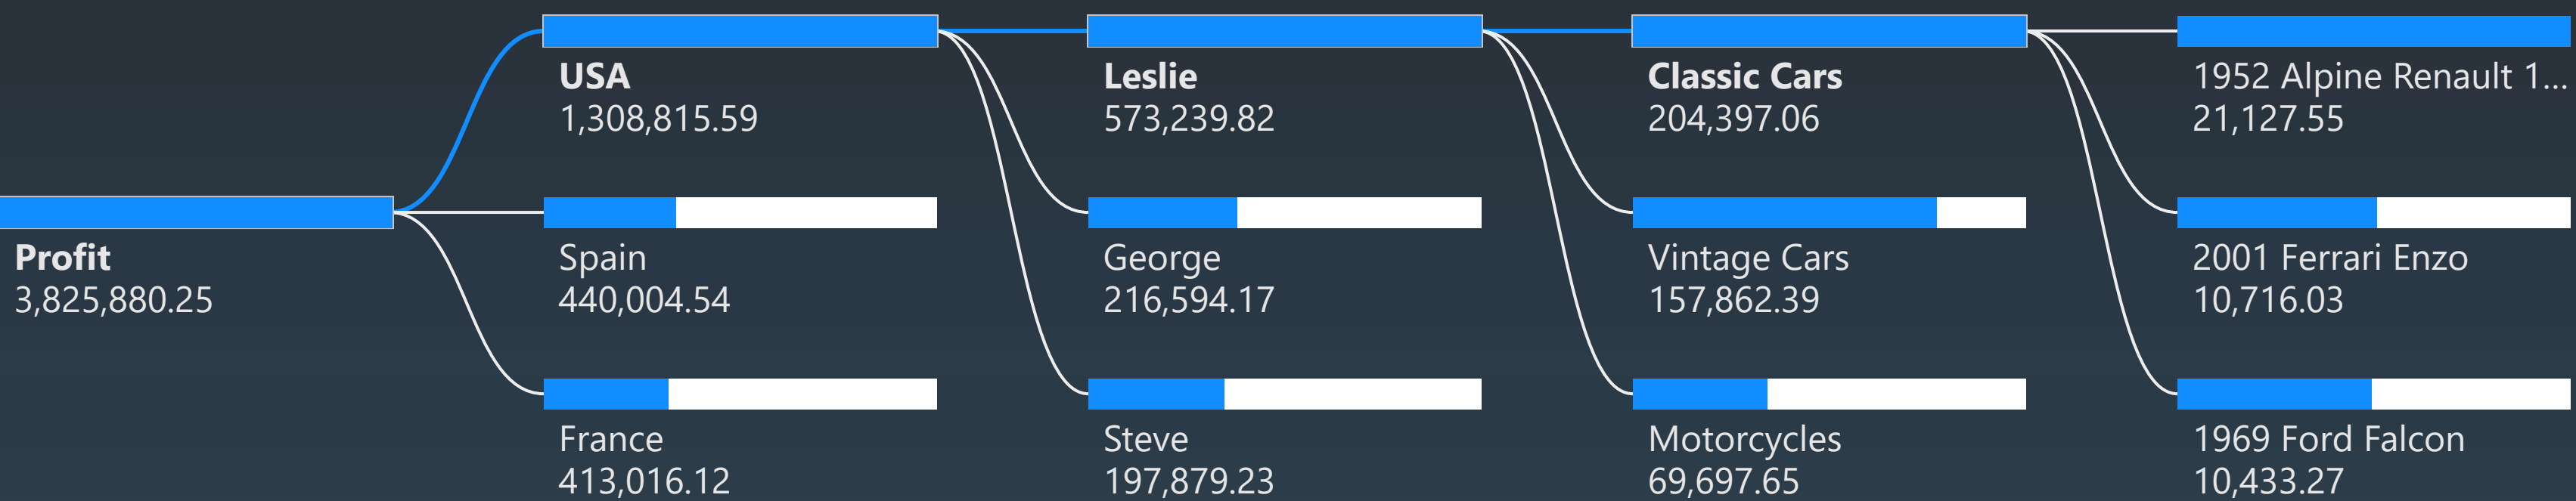 Profit
3,825,880.25
USA
1,308,815.59
Spain
440,004.54
France
413,016.12
Leslie
573,239.82
George
216,594.17
Steve
197,879.23
Classic Cars
204,397.06
Vintage Cars
157,862.39
Motorcycles
69,697.65
1952 Alpine Renault 1...
21,127.55
2001 Ferrari Enzo
10,716.03
1969 Ford Falcon
10,433.27